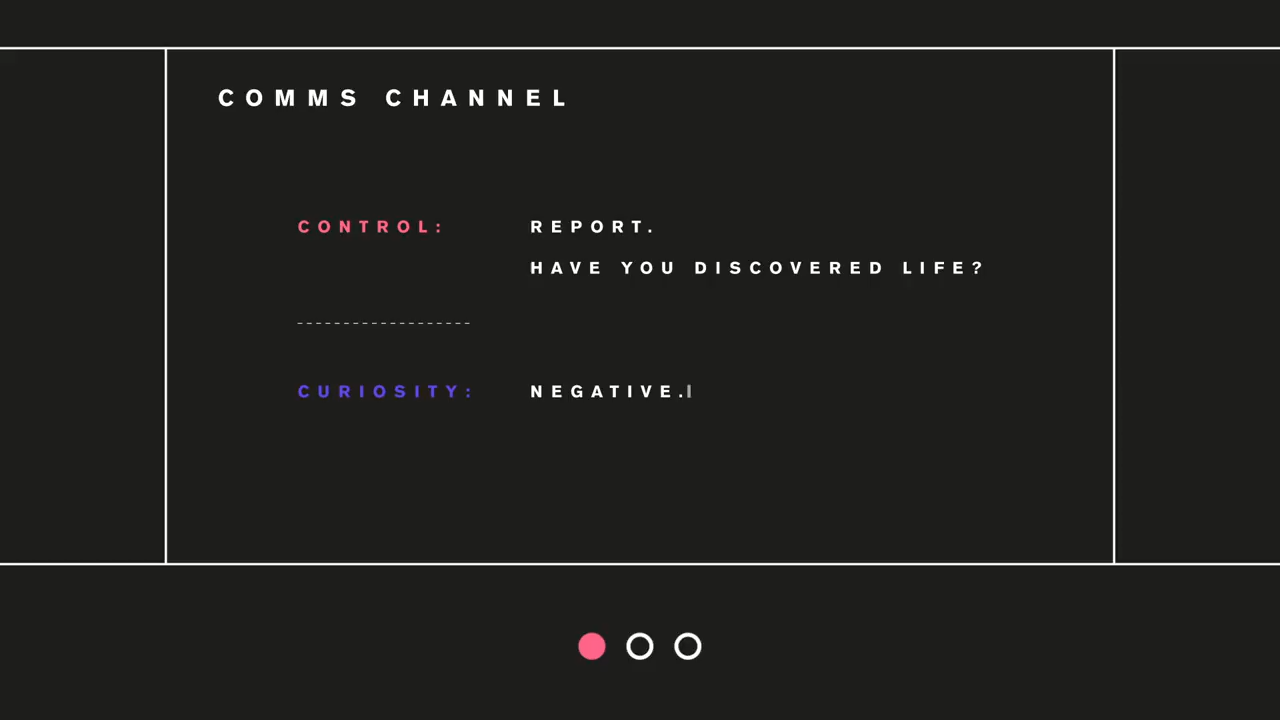 COMMS CHANNEL
CONTROL: REPORT.
HAVE YOU DISCOVERED LIFE?
-------------------
CURIOSITY: NEGATIVE.